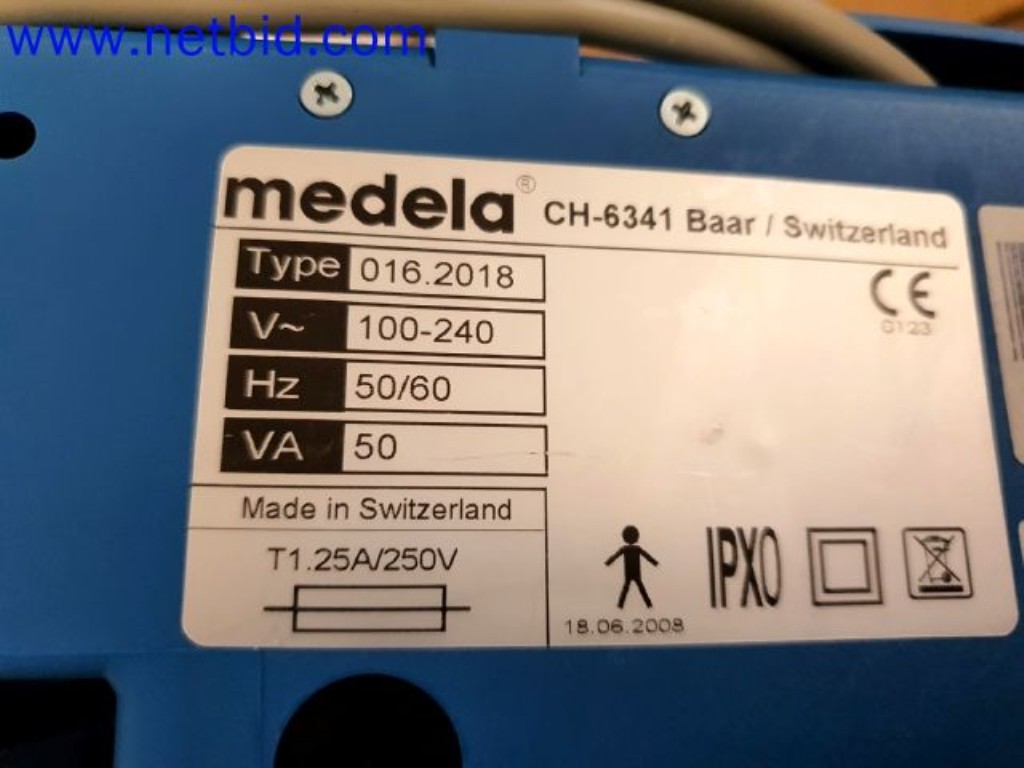 www.netbid.com
medela® CH-6341 Baar / Switzerland
Type 016.2018
V~ 100-240
Hz 50/60
VA 50
CE
0123
Made in Switzerland
T1.25A/250V
IPX0
18.06.2008